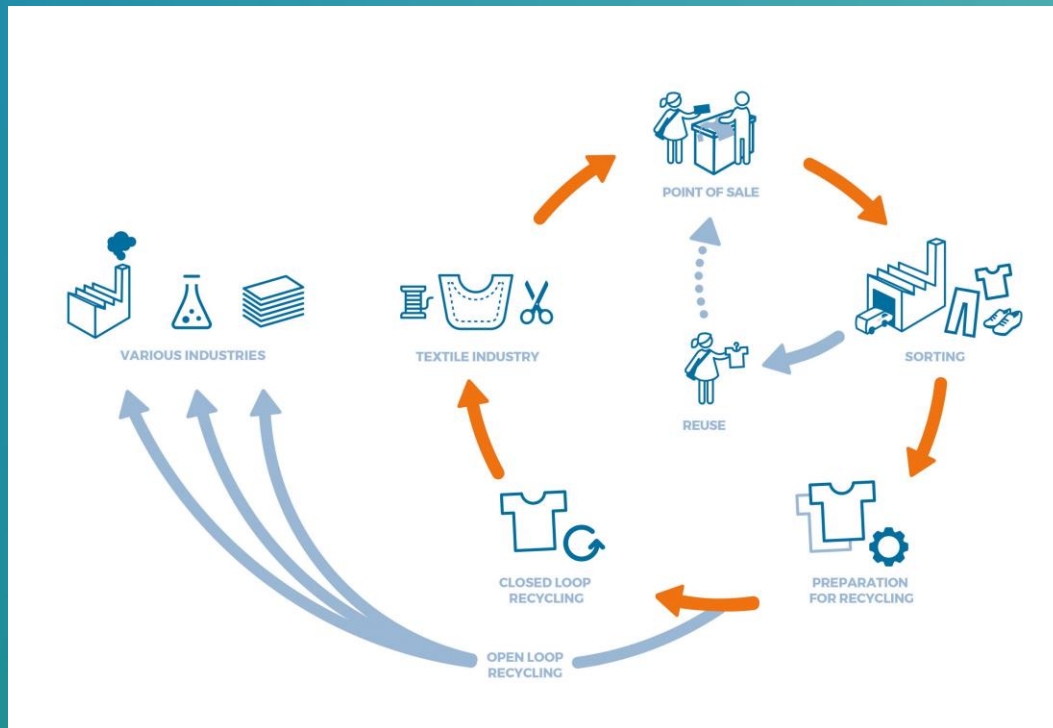 POINT OF SALE
VARIOUS INDUSTRIES
TEXTILE INDUSTRY
SORTING
REUSE
CLOSED LOOP
RECYCLING
PREPARATION
FOR RECYCLING
OPEN LOOP
RECYCLING